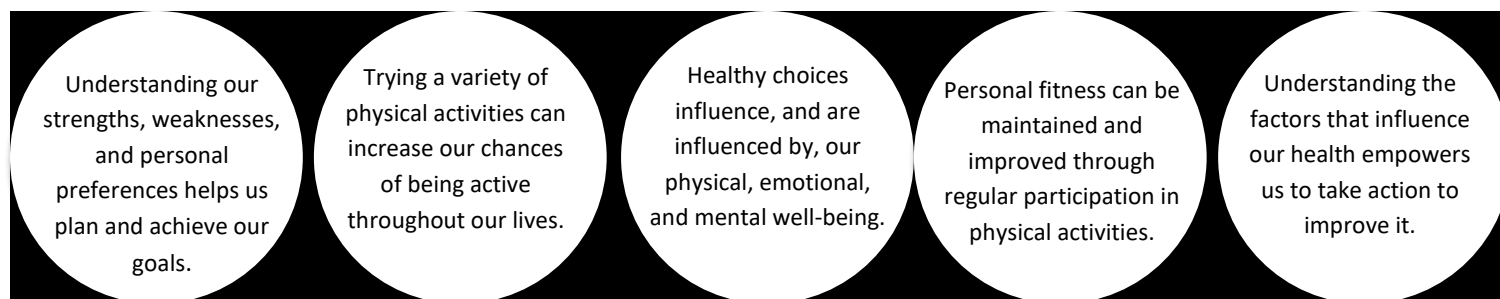 Understanding our
strengths, weaknesses,
and personal
preferences helps us
plan and achieve our
goals.
Trying a variety of
physical activities can
increase our chances
of being active
throughout our lives.
Healthy choices
influence, and are
influenced by, our
physical, emotional,
and mental well-being.
Personal fitness can be
maintained and
improved through
regular participation in
physical activities.
Understanding the
factors that influence
our health empowers
us to take action to
improve it.